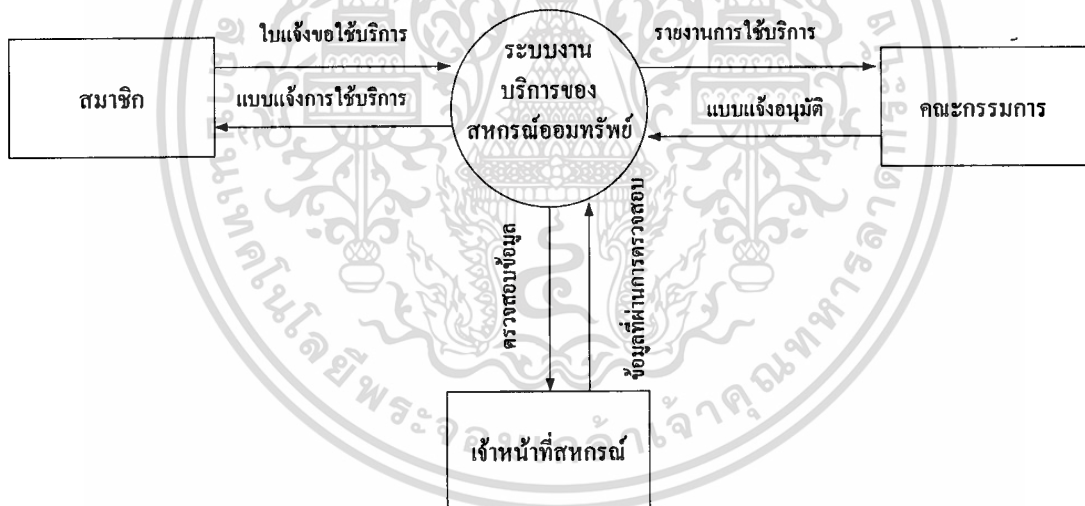 ใบแจ้งขอใช้บริการ
รายงานการใช้บริการ
สมาชิก
ระบบงาน
บริการของ
สหกรณ์ออมทรัพย์
คณะกรรมการ
แบบแจ้งการใช้บริการ
แบบแจ้งอนุมัติ
ตรวจสอบข้อมูล
ข้อมูลที่ผ่านการตรวจสอบ
เจ้าหน้าที่สหกรณ์